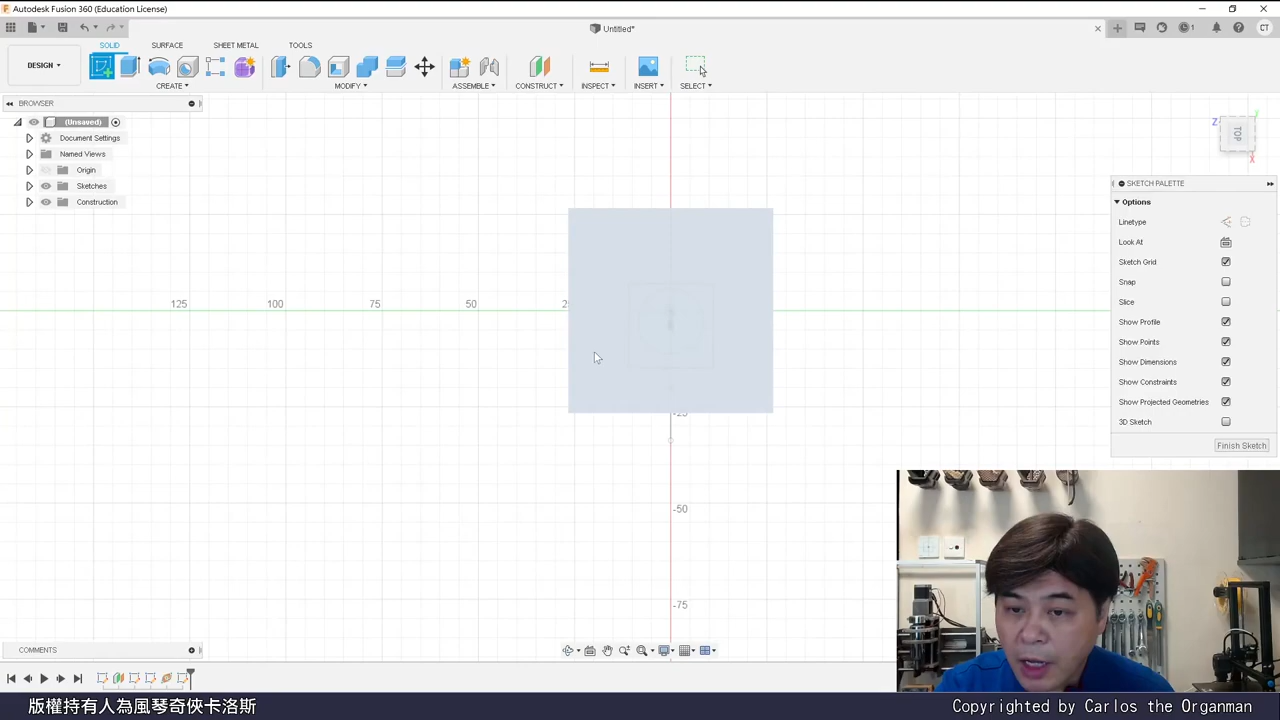 Autodesk Fusion 360 (Education License)
Untitled*
1
CT
SOLID
SURFACE
SHEET METAL
TOOLS
DESIGN
CREATE
MODIFY
ASSEMBLE
CONSTRUCT
INSPECT
INSERT
SELECT
BROWSER
(Unsaved)
Document Settings
Named Views
Origin
Sketches
Construction
Z
TOP
X
SKETCH PALETTE
Options
Linetype
Look At
Sketch Grid
Snap
Slice
Show Profile
Show Points
Show Dimensions
Show Constraints
Show Projected Geometries
3D Sketch
Finish Sketch
125
100
75
50
-50
-75
COMMENTS
版權持有人為風琴奇俠卡洛斯
Copyrighted by Carlos the Organman